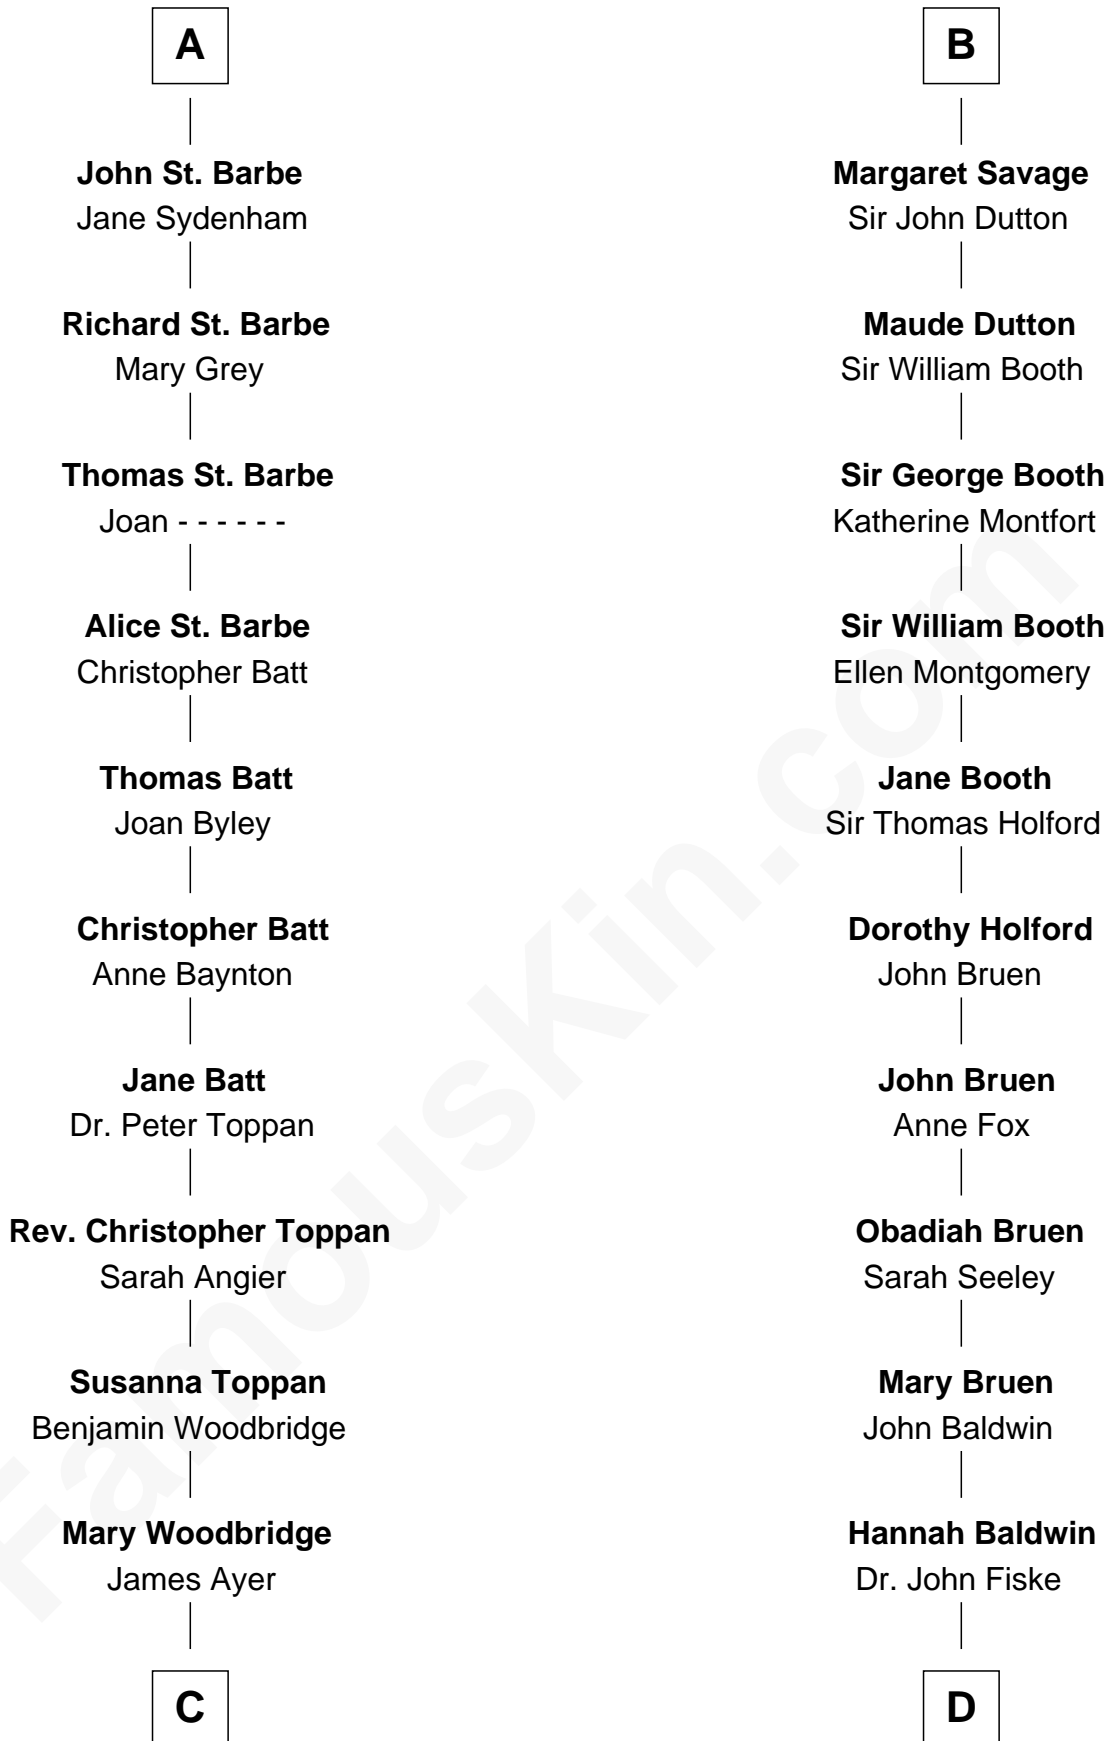 A
John St. Barbe
Jane Sydenham
Richard St. Barbe
Mary Grey
Thomas St. Barbe
Joan - - - - - -
Alice St. Barbe
Christopher Batt
Thomas Batt
Joan Byley
Christopher Batt
Anne Baynton
Jane Batt
Dr. Peter Toppan
Rev. Christopher Toppan
Sarah Angier
Susanna Toppan
Benjamin Woodbridge
Mary Woodbridge
James Ayer
C
B
Margaret Savage
Sir John Dutton
Maude Dutton
Sir William Booth
Sir George Booth
Katherine Montfort
Sir William Booth
Ellen Montgomery
Jane Booth
Sir Thomas Holford
Dorothy Holford
John Bruen
John Bruen
Anne Fox
Obadiah Bruen
Sarah Seeley
Mary Bruen
John Baldwin
Hannah Baldwin
Dr. John Fiske
D
FamousKin.com